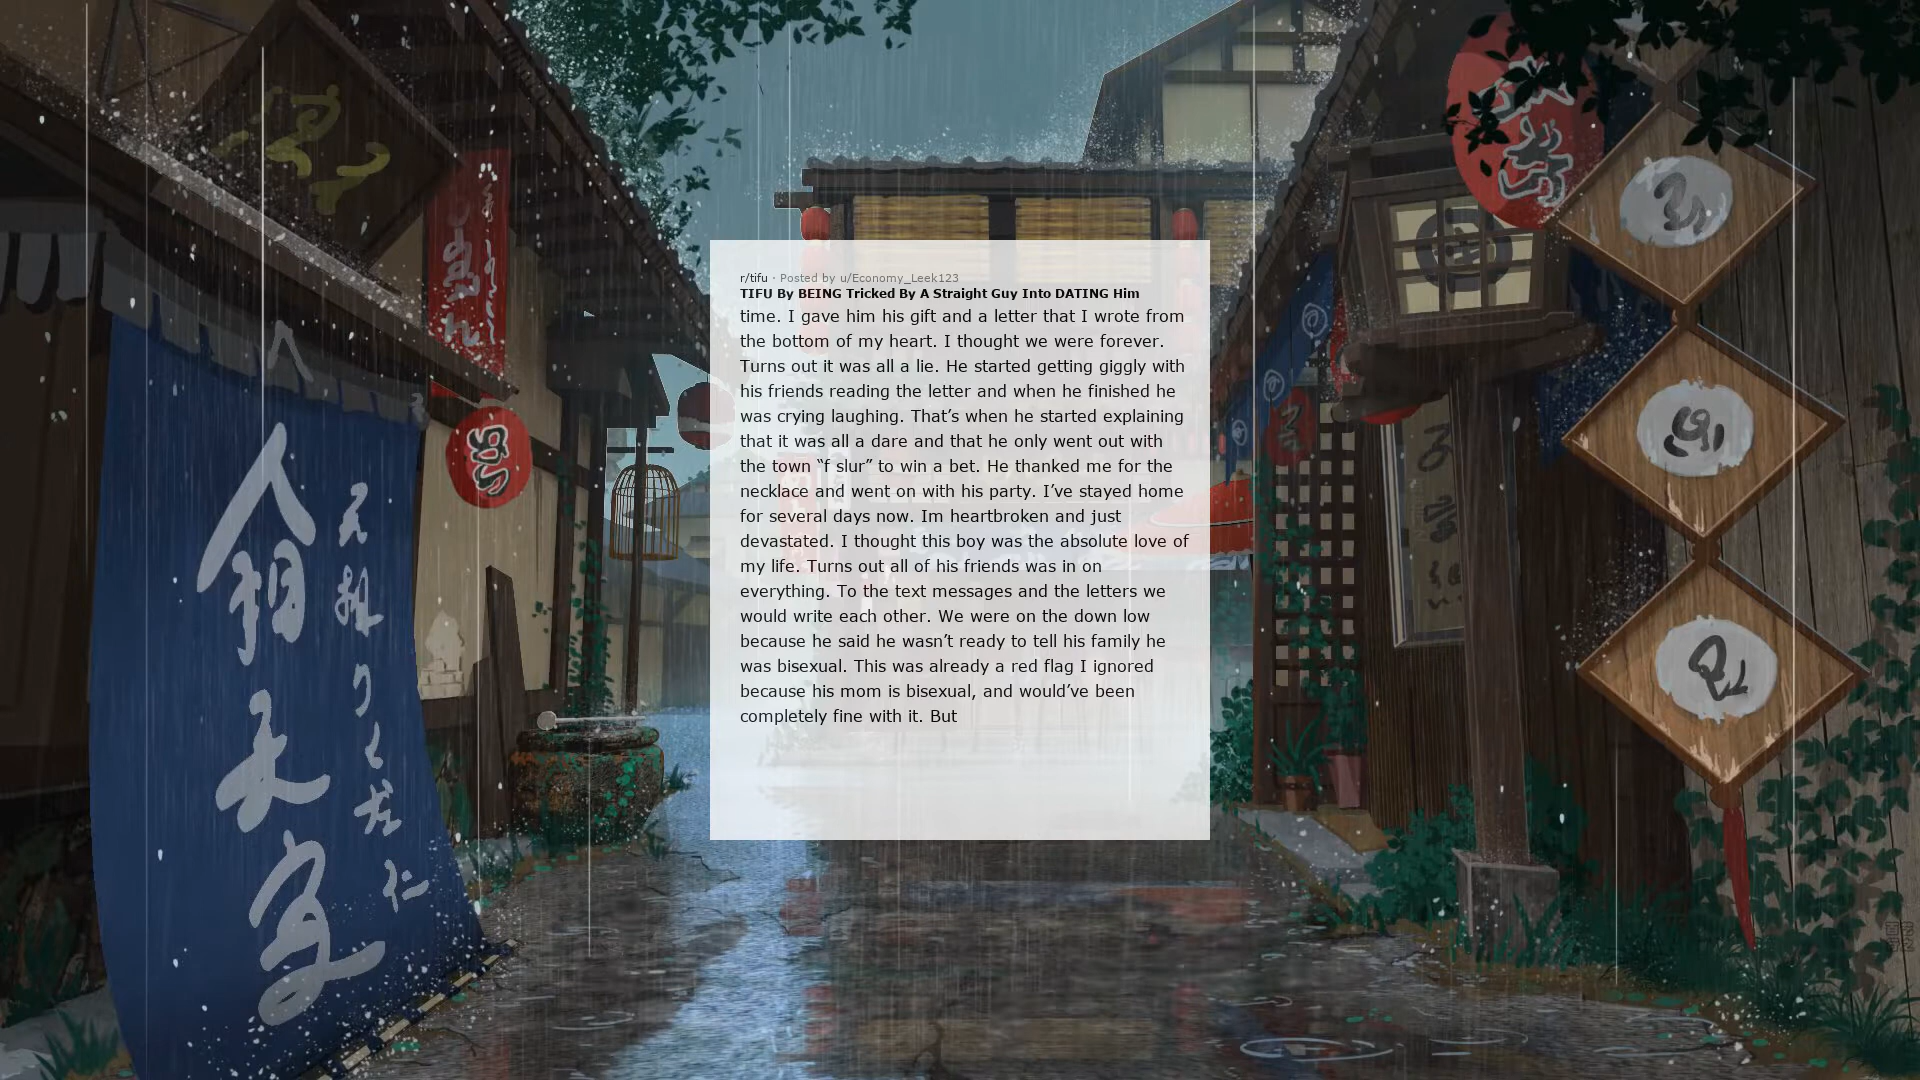 r/tifu · Posted by u/Economy_Leek123
TIFU By BEING Tricked By A Straight Guy Into DATING Him
time. I gave him his gift and a letter that I wrote from
the bottom of my heart. I thought we were forever.
Turns out it was all a lie. He started getting giggly with
his friends reading the letter and when he finished he
was crying laughing. That’s when he started explaining
that it was all a dare and that he only went out with
the town “f slur” to win a bet. He thanked me for the
necklace and went on with his party. I’ve stayed home
for several days now. Im heartbroken and just
devastated. I thought this boy was the absolute love of
my life. Turns out all of his friends was in on
everything. To the text messages and the letters we
would write each other. We were on the down low
because he said he wasn’t ready to tell his family he
was bisexual. This was already a red flag I ignored
because his mom is bisexual, and would’ve been
completely fine with it. But